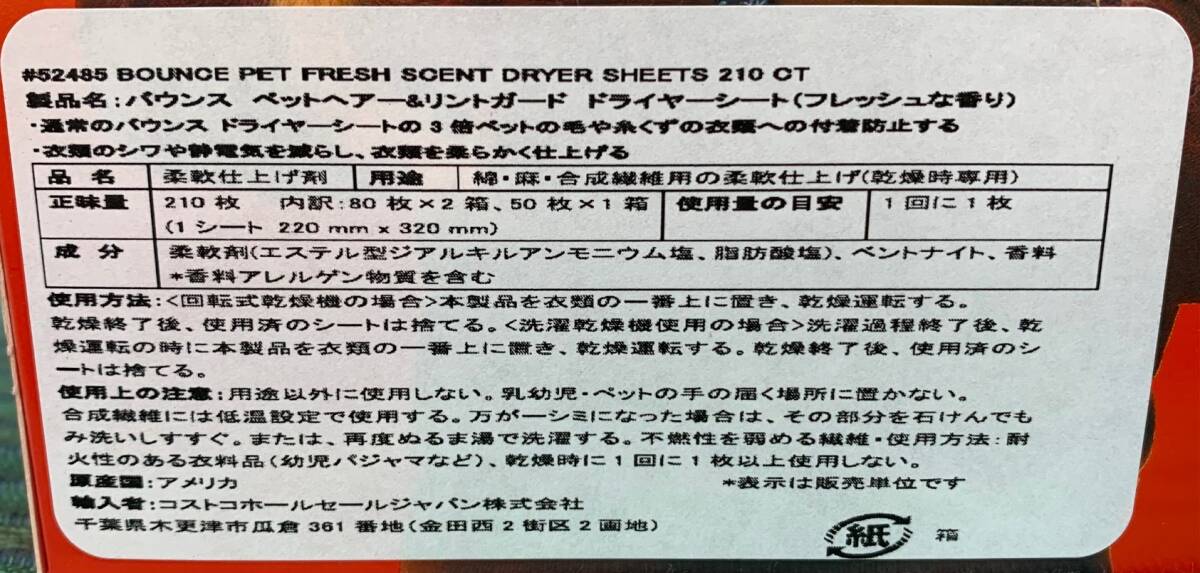 #52485 BOUNCE PET FRESH SCENT DRYER SHEETS 210 CT
製品名：バウンス ペットヘアー&リントガード ドライヤーシート（フレッシュな香り）
・通常のバウンス ドライヤーシートの3倍ペットの毛や糸くずの衣類への付着防止する
・衣類のシワや静電気を減らし、衣類を柔らかく仕上げる
品 名 柔軟仕上げ剤 用途 綿・麻・合成繊維用の柔軟仕上げ(乾燥時専用)
正味量 210枚 内訳：80枚×2箱、50枚×1箱 使用量の目安 1回に1枚
(1シート 220 mm x 320 mm)
成 分 柔軟剤(エステル型ジアルキルアンモニウム塩、脂肪酸塩)、ベントナイト、香料
*香料アレルゲン物質を含む
使用方法：<回転式乾燥機の場合>本製品を衣類の一番上に置き、乾燥運転する。
乾燥終了後、使用済のシートは捨てる。<洗濯乾燥機使用の場合>洗濯過程終了後、乾
燥運転の時に本製品を衣類の一番上に置き、乾燥運転する。乾燥終了後、使用済のシ
ートは捨てる。
使用上の注意：用途以外に使用しない。乳幼児・ペットの手の届く場所に置かない。
合成繊維には低温設定で使用する。万が一シミになった場合は、その部分を石けんでも
み洗いしすすぐ。または、再度ぬるま湯で洗濯する。不燃性を弱める繊維・使用方法：耐
火性のある衣料品（幼児パジャマなど）、乾燥時に1回に1枚以上使用しない。
原産国：アメリカ *表示は販売単位です
輸入者：コストコホールセールジャパン株式会社
千葉県木更津市瓜倉361番地（金田西2街区2画地）
紙 箱